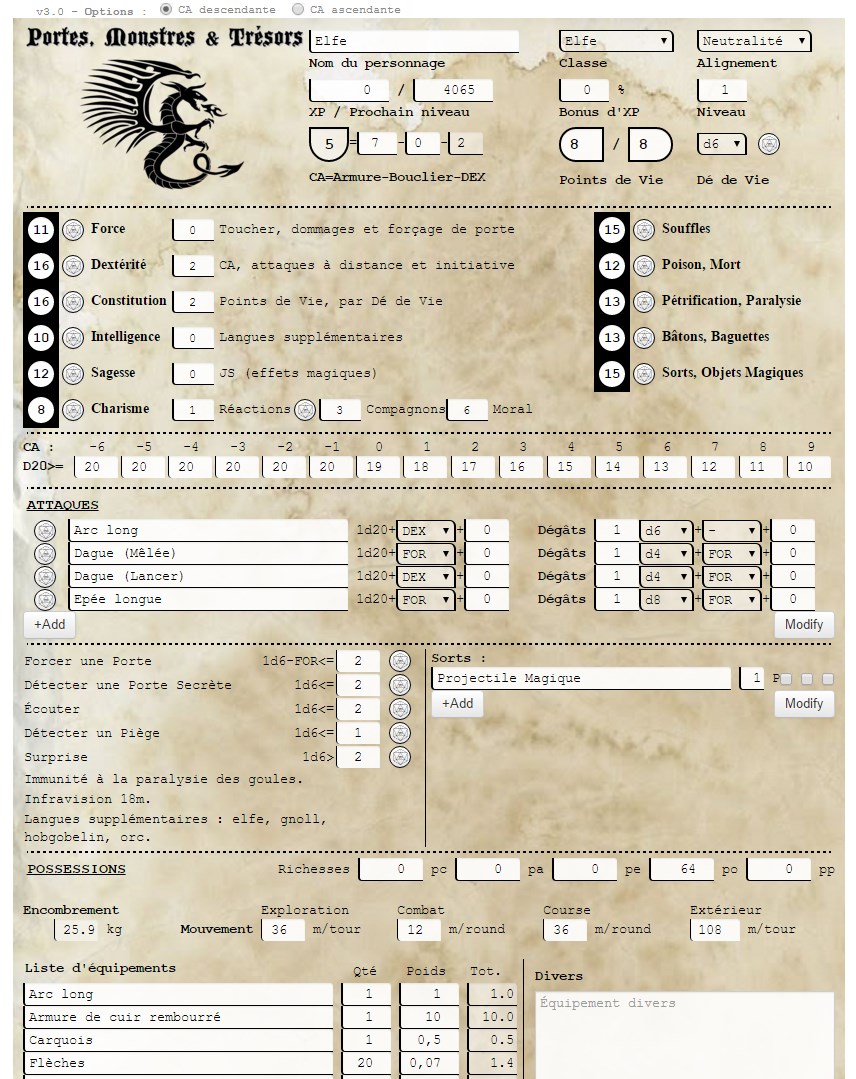 v3.0 - Options : CA descendante CA ascendante
Portes, Monstres & Trésors Elfe Elfe Neutralité
Nom du personnage Classe Alignement
0 / 4065 0 % 1
XP / Prochain niveau Bonus d'XP Niveau
5 = 7 - 0 - 2 8 / 8 d6
CA=Armure-Bouclier-DEX Points de Vie Dé de Vie
11 Force 0 Toucher, dommages et forçage de porte 15 Souffles
16 Dextérité 2 CA, attaques à distance et initiative 12 Poison, Mort
16 Constitution 2 Points de Vie, par Dé de Vie 13 Pétrification, Paralysie
10 Intelligence 0 Langues supplémentaires 13 Bâtons, Baguettes
12 Sagesse 0 JS (effets magiques) 15 Sorts, Objets Magiques
8 Charisme 1 Réactions 3 Compagnons 6 Moral
CA : -6 -5 -4 -3 -2 -1 0 1 2 3 4 5 6 7 8 9
D20>= 20 20 20 20 20 20 19 18 17 16 15 14 13 12 11 10
ATTAQUES
Arc long 1d20+ DEX + 0 Dégâts 1 d6 + - + 0
Dague (Mêlée) 1d20+ FOR + 0 Dégâts 1 d4 + FOR + 0
Dague (Lancer) 1d20+ DEX + 0 Dégâts 1 d4 + FOR + 0
Epée longue 1d20+ FOR + 0 Dégâts 1 d8 + FOR + 0
+Add Modify
Forcer une Porte 1d6-FOR<= 2
Détecter une Porte Secrète 1d6<= 2
Écouter 1d6<= 2
Détecter un Piège 1d6<= 1
Surprise 1d6> 2
Immunité à la paralysie des goules.
Infravision 18m.
Langues supplémentaires : elfe, gnoll,
hobgobelin, orc.
Sorts :
Projectile Magique 1 P
+Add Modify
POSSESSIONS Richesses 0 pc 0 pa 0 pe 64 po 0 pp
Encombrement Exploration Combat Course Extérieur
25.9 kg Mouvement 36 m/tour 12 m/round 36 m/round 108 m/tour
Liste d'équipements Qté Poids Tot.
Arc long 1 1 1.0
Armure de cuir rembourré 1 10 10.0
Carquois 1 0,5 0.5
Flèches 20 0,07 1.4
Divers
Équipement divers